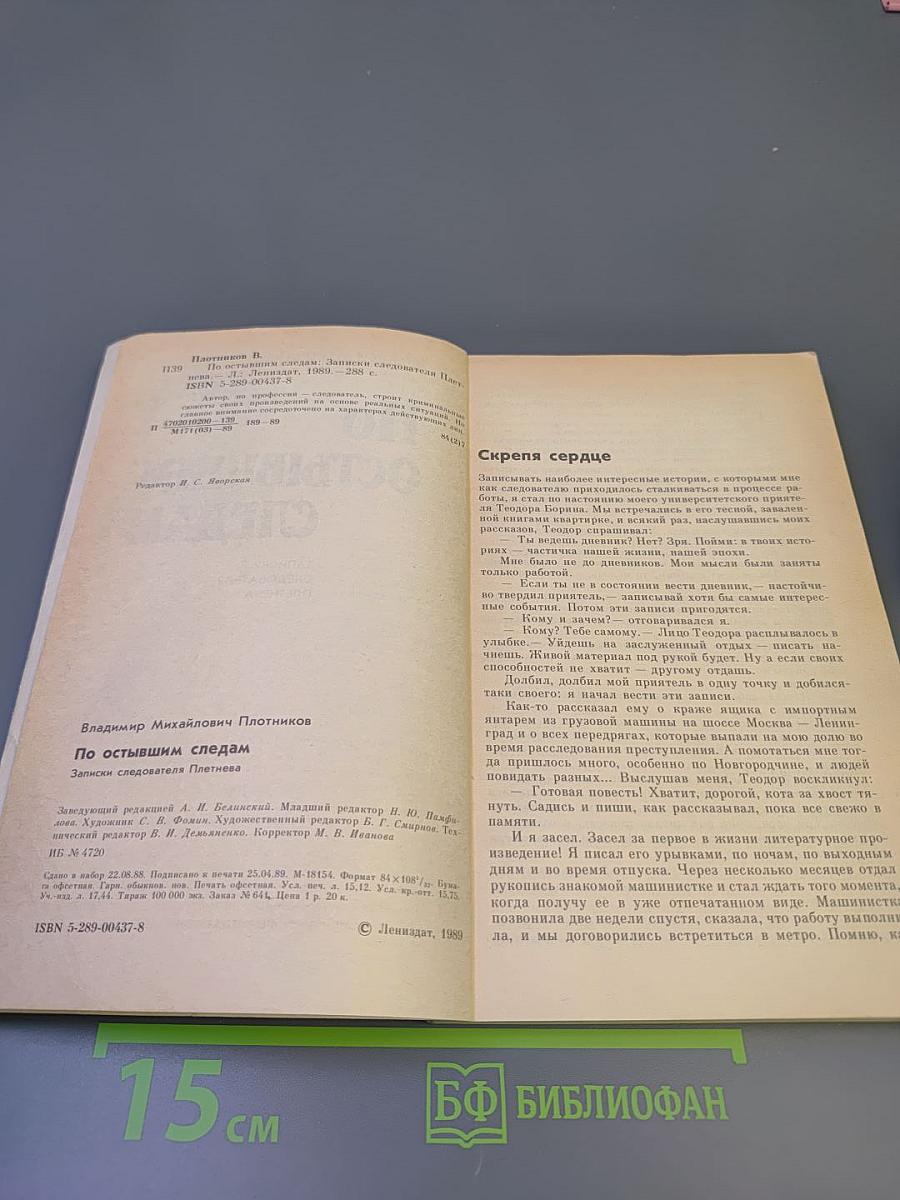 Плотников В.
П39 По остывшим следам: Записки следователя Плет-
нева.— Л.: Лениздат, 1989.—288 с.
ISBN 5-289-00437-8
Автор, по профессии — следователь, строит криминальные
сюжеты своих произведений на основе реальных ситуаций. Но
главное внимание сосредоточено на характерах действующих лиц.
П 4702010200—139
М171(03)—89 189—89
84(2)7
Редактор И. С. Яворская
Владимир Михайлович Плотников
По остывшим следам
Записки следователя Плетнева
Заведующий редакцией А. И. Белинский. Младший редактор Н. Ю. Памфи-
лова. Художник С. В. Фомин. Художественный редактор Б. Г. Смирнов. Тех-
нический редактор В. И. Демьяненко. Корректор М. В. Иванова
ИБ № 4720
Сдано в набор 22.08.88. Подписано к печати 25.04.89. М-18154. Формат 84×108¹/₃₂. Бума-
га офсетная. Гарн. обыкнов. нов. Печать офсетная. Усл. печ. л. 15,12. Усл. кр.-отт. 15,75.
Уч.-изд. л. 17,44. Тираж 100 000 экз. Заказ № 641. Цена 1 р. 20 к.
ISBN 5-289-00437-8
© Лениздат, 1989
Скрепя сердце
Записывать наиболее интересные истории, с которыми мне
как следователю приходилось сталкиваться в процессе ра-
боты, я стал по настоянию моего университетского прияте-
ля Теодора Борина. Мы встречались в его тесной, завален-
ной книгами квартирке, и всякий раз, наслушавшись моих
рассказов, Теодор спрашивал:
— Ты ведешь дневник? Нет? Зря. Пойми: в твоих исто-
риях — частичка нашей жизни, нашей эпохи.
Мне было не до дневников. Мои мысли были заняты
только работой.
— Если ты не в состоянии вести дневник,— настойчи-
во твердил приятель,— записывай хотя бы самые интерес-
ные события. Потом эти записи пригодятся.
— Кому и зачем?— отговаривался я.
— Кому? Тебе самому.— Лицо Теодора расплывалось в
улыбке.— Уйдешь на заслуженный отдых — писать на-
чнешь. Живой материал под рукой будет. Ну а если своих
способностей не хватит — другому отдашь.
Долбил, долбил мой приятель в одну точку и добился-
таки своего: я начал вести эти записи.
Как-то рассказал ему о краже ящика с импортным
янтарем из грузовой машины на шоссе Москва — Ленин-
град и о всех передрягах, которые выпали на мою долю во
время расследования преступления. А помотаться мне тог-
да пришлось много, особенно по Новгородчине, и людей
повидать разных... Выслушав меня, Теодор воскликнул:
— Готовая повесть! Хватит, дорогой, кота за хвост тя-
нуть. Садись и пиши, как рассказывал, пока все свежо в
памяти.
И я засел. Засел за первое в жизни литературное про-
изведение! Я писал его урывками, по ночам, по выходным
дням и во время отпуска. Через несколько месяцев отдал
рукопись знакомой машинистке и стал ждать того момента,
когда получу ее в уже отпечатанном виде. Машинистка
позвонила две недели спустя, сказала, что работу выполни
ла, и мы договорились встретиться в метро. Помню, ка
15 см
БФ БИБЛИОФАН